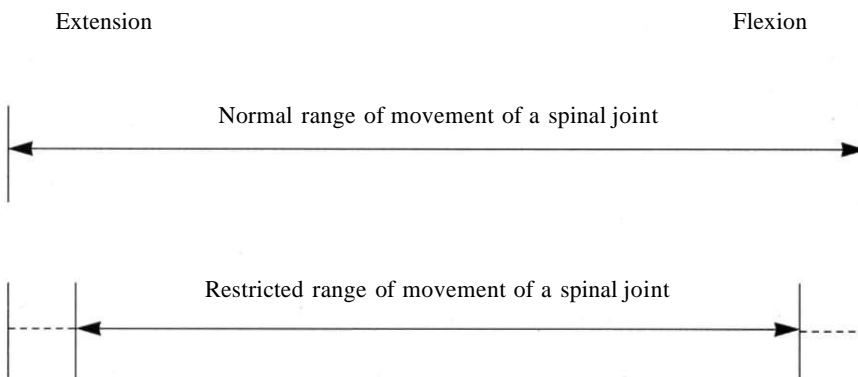 Extension Flexion
Normal range of movement of a spinal joint
Restricted range of movement of a spinal joint